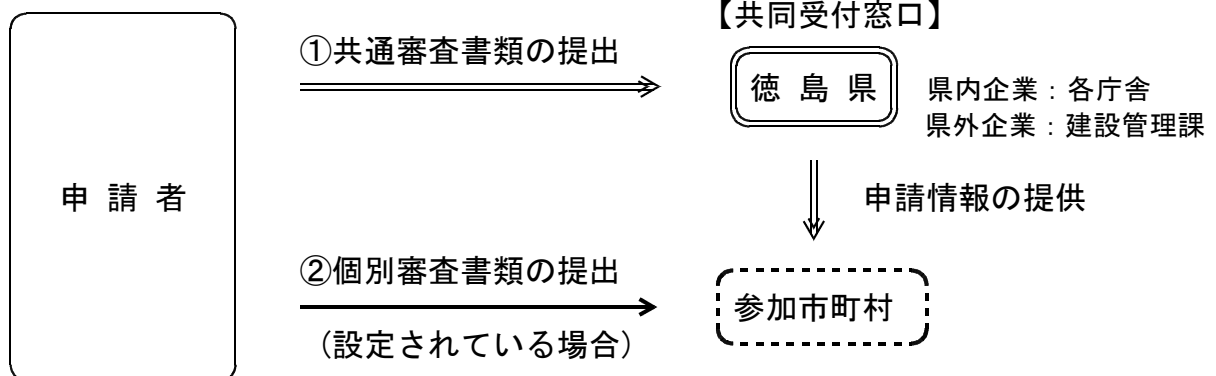 【共同受付窓口】
①共通審査書類の提出
徳 島 県
県内企業：各庁舎
県外企業：建設管理課
申 請 者
申請情報の提供
②個別審査書類の提出
（設定されている場合）
参加市町村